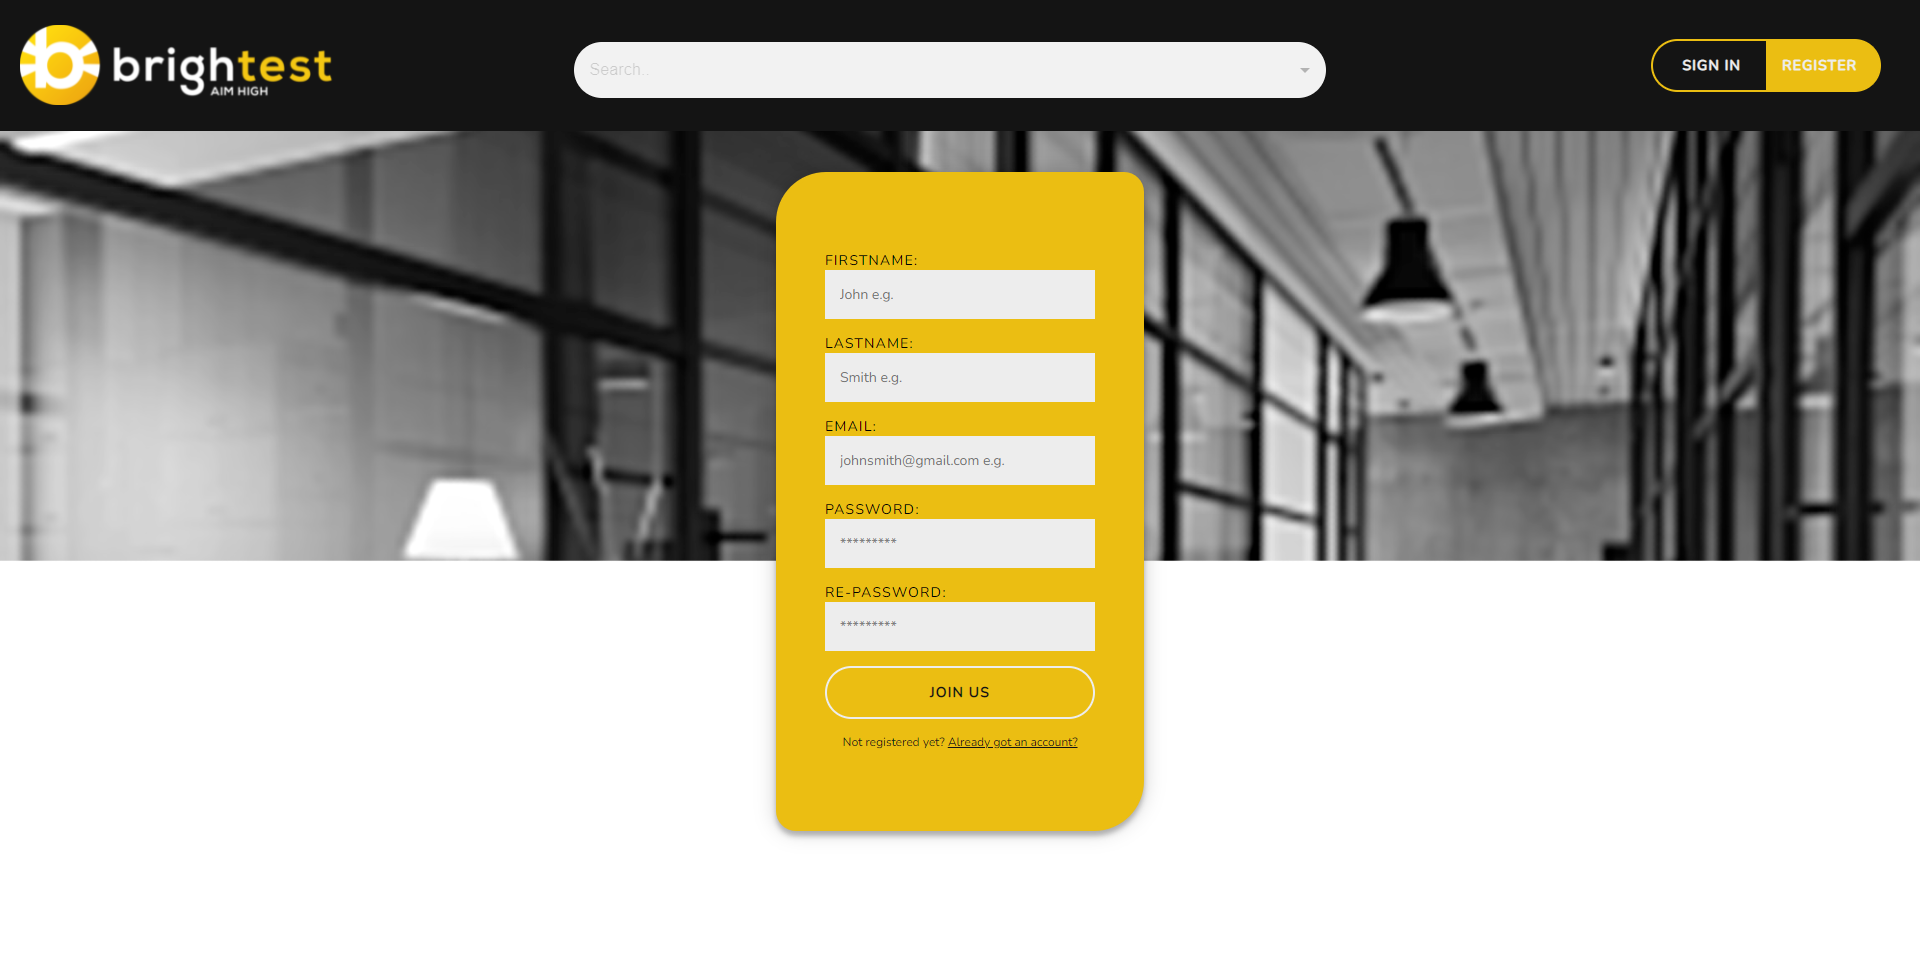 brightest
AIM HIGH
Search..
SIGN IN REGISTER
FIRSTNAME:
John e.g.
LASTNAME:
Smith e.g.
EMAIL:
johnsmith@gmail.com e.g.
PASSWORD:
*********
RE-PASSWORD:
*********
JOIN US
Not registered yet? Already got an account?